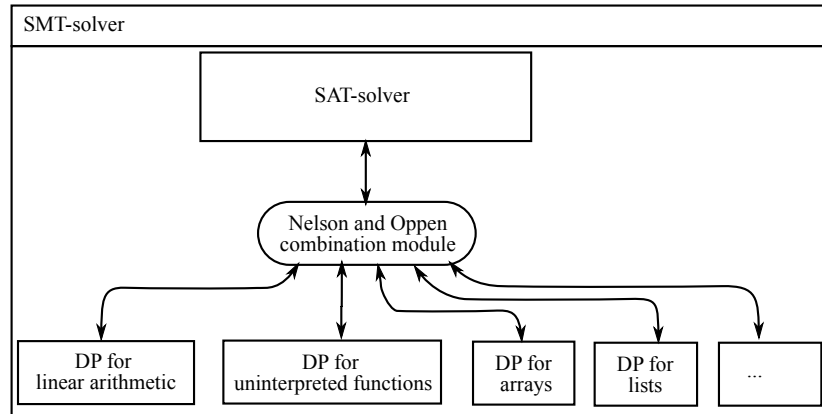 SMT-solver
SAT-solver
Nelson and Oppen
combination module
DP for
linear arithmetic
DP for
uninterpreted functions
DP for
arrays
DP for
lists
...